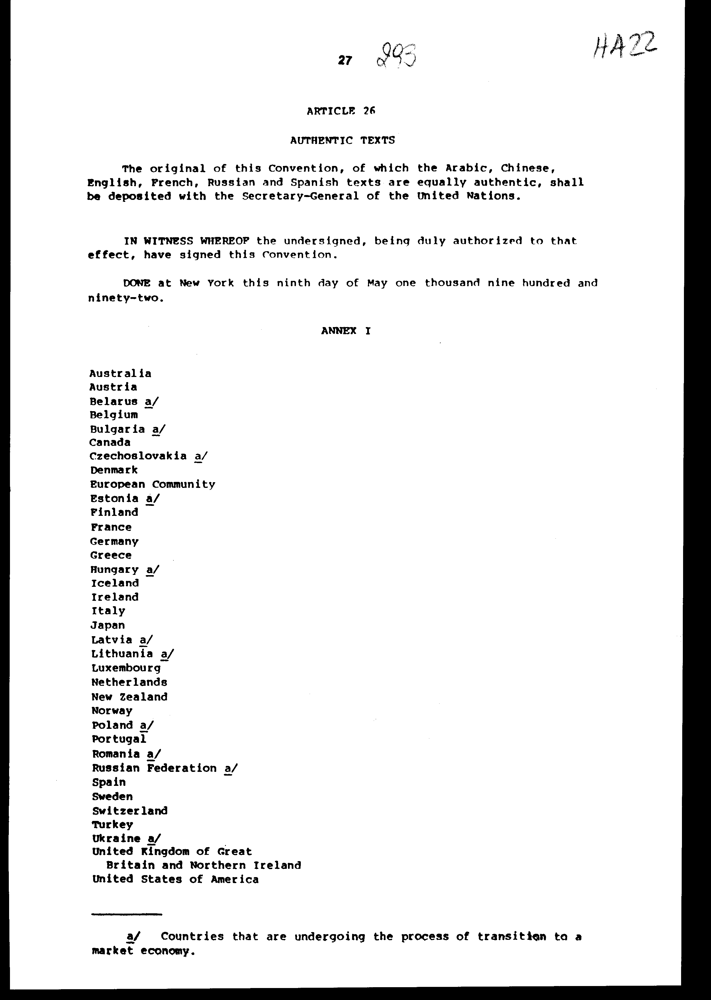 HA22
27 293
ARTICLE 26
AUTHENTIC TEXTS
The original of this Convention, of which the Arabic, Chinese,
English, French, Russian and Spanish texts are equally authentic, shall
be deposited with the Secretary-General of the United Nations.
IN WITNESS WHEREOF the undersigned, being duly authorized to that
effect, have signed this Convention.
DONE at New York this ninth day of May one thousand nine hundred and
ninety-two.
ANNEX I
Australia
Austria
Belarus a/
Belgium
Bulgaria a/
Canada
Czechoslovakia a/
Denmark
European Community
Estonia a/
Finland
France
Germany
Greece
Hungary a/
Iceland
Ireland
Italy
Japan
Latvia a/
Lithuania a/
Luxembourg
Netherlands
New Zealand
Norway
Poland a/
Portugal
Romania a/
Russian Federation a/
Spain
Sweden
Switzerland
Turkey
Ukraine a/
United Kingdom of Great
Britain and Northern Ireland
United States of America
a/ Countries that are undergoing the process of transition to a
market economy.